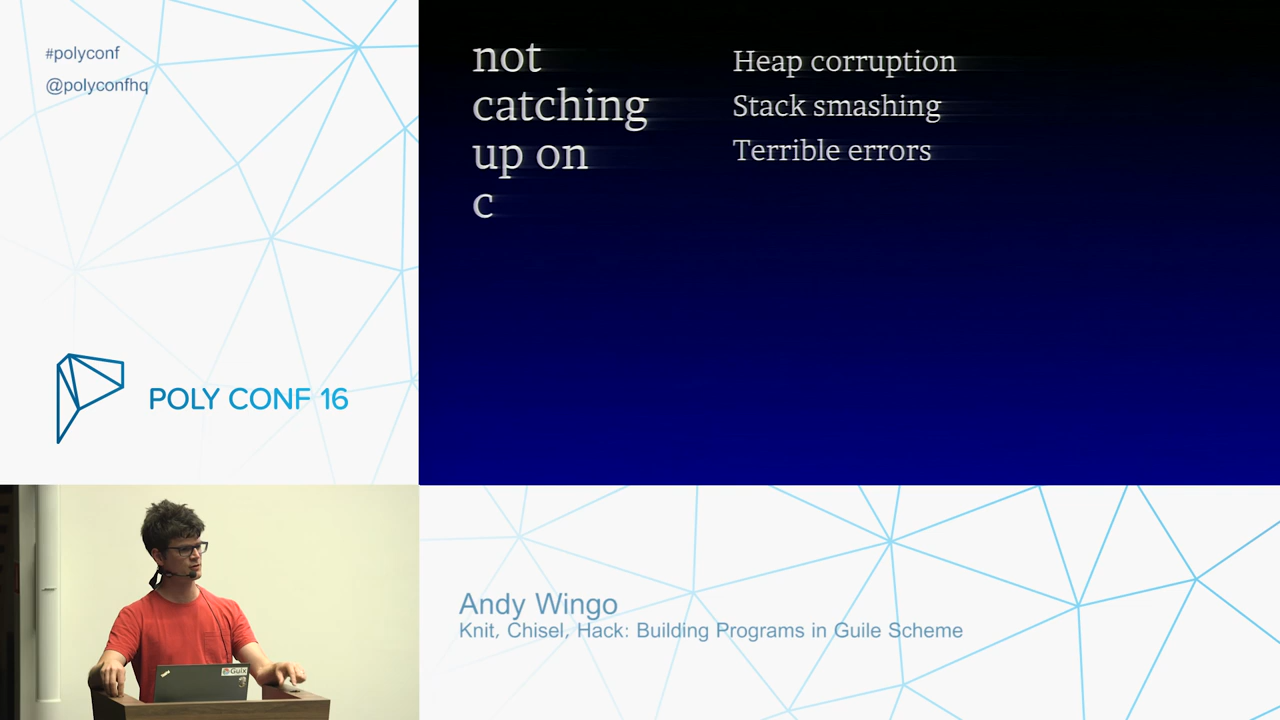 #polyconf
@polyconfhq
not
catching
up on
c
Heap corruption
Stack smashing
Terrible errors
POLY CONF 16
Guix
Andy Wingo
Knit, Chisel, Hack: Building Programs in Guile Scheme